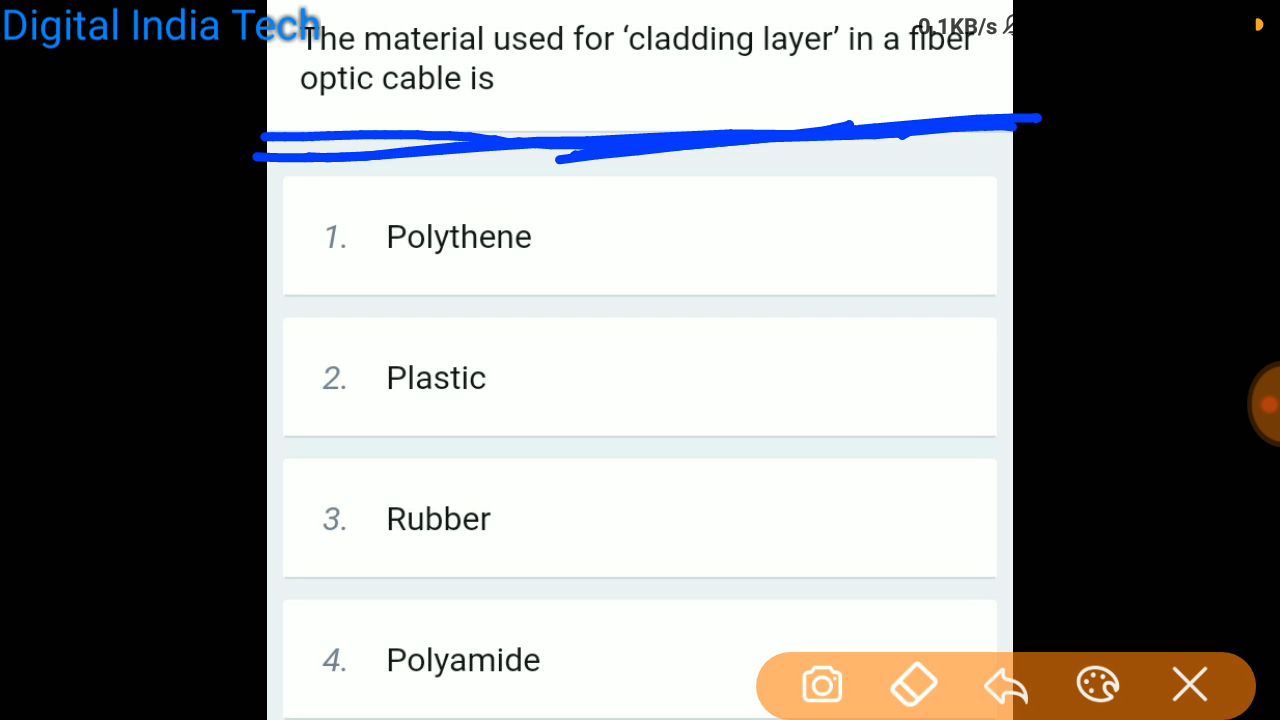 Digital India Tech
0.1KB/s
The material used for ‘cladding layer’ in a fiber
optic cable is
1. Polythene
2. Plastic
3. Rubber
4. Polyamide